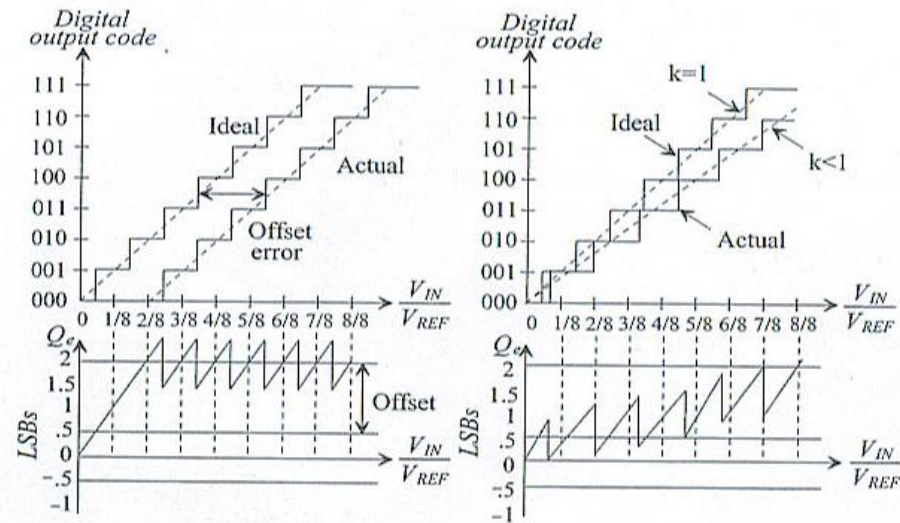 Digital
output code
111
110
101
100
011
010
001
000
Ideal
Actual
Offset
error
0 1/8 2/8 3/8 4/8 5/8 6/8 7/8 8/8
V_IN
V_REF
Q_e
LSBs
2
1.5
1
.5
0
-.5
-1
Offset
V_IN
V_REF
Digital
output code
111
110
101
100
011
010
001
000
k=1
Ideal
k<1
Actual
0 1/8 2/8 3/8 4/8 5/8 6/8 7/8 8/8
V_IN
V_REF
Q_e
LSBs
2
1.5
1
.5
0
-.5
-1
V_IN
V_REF